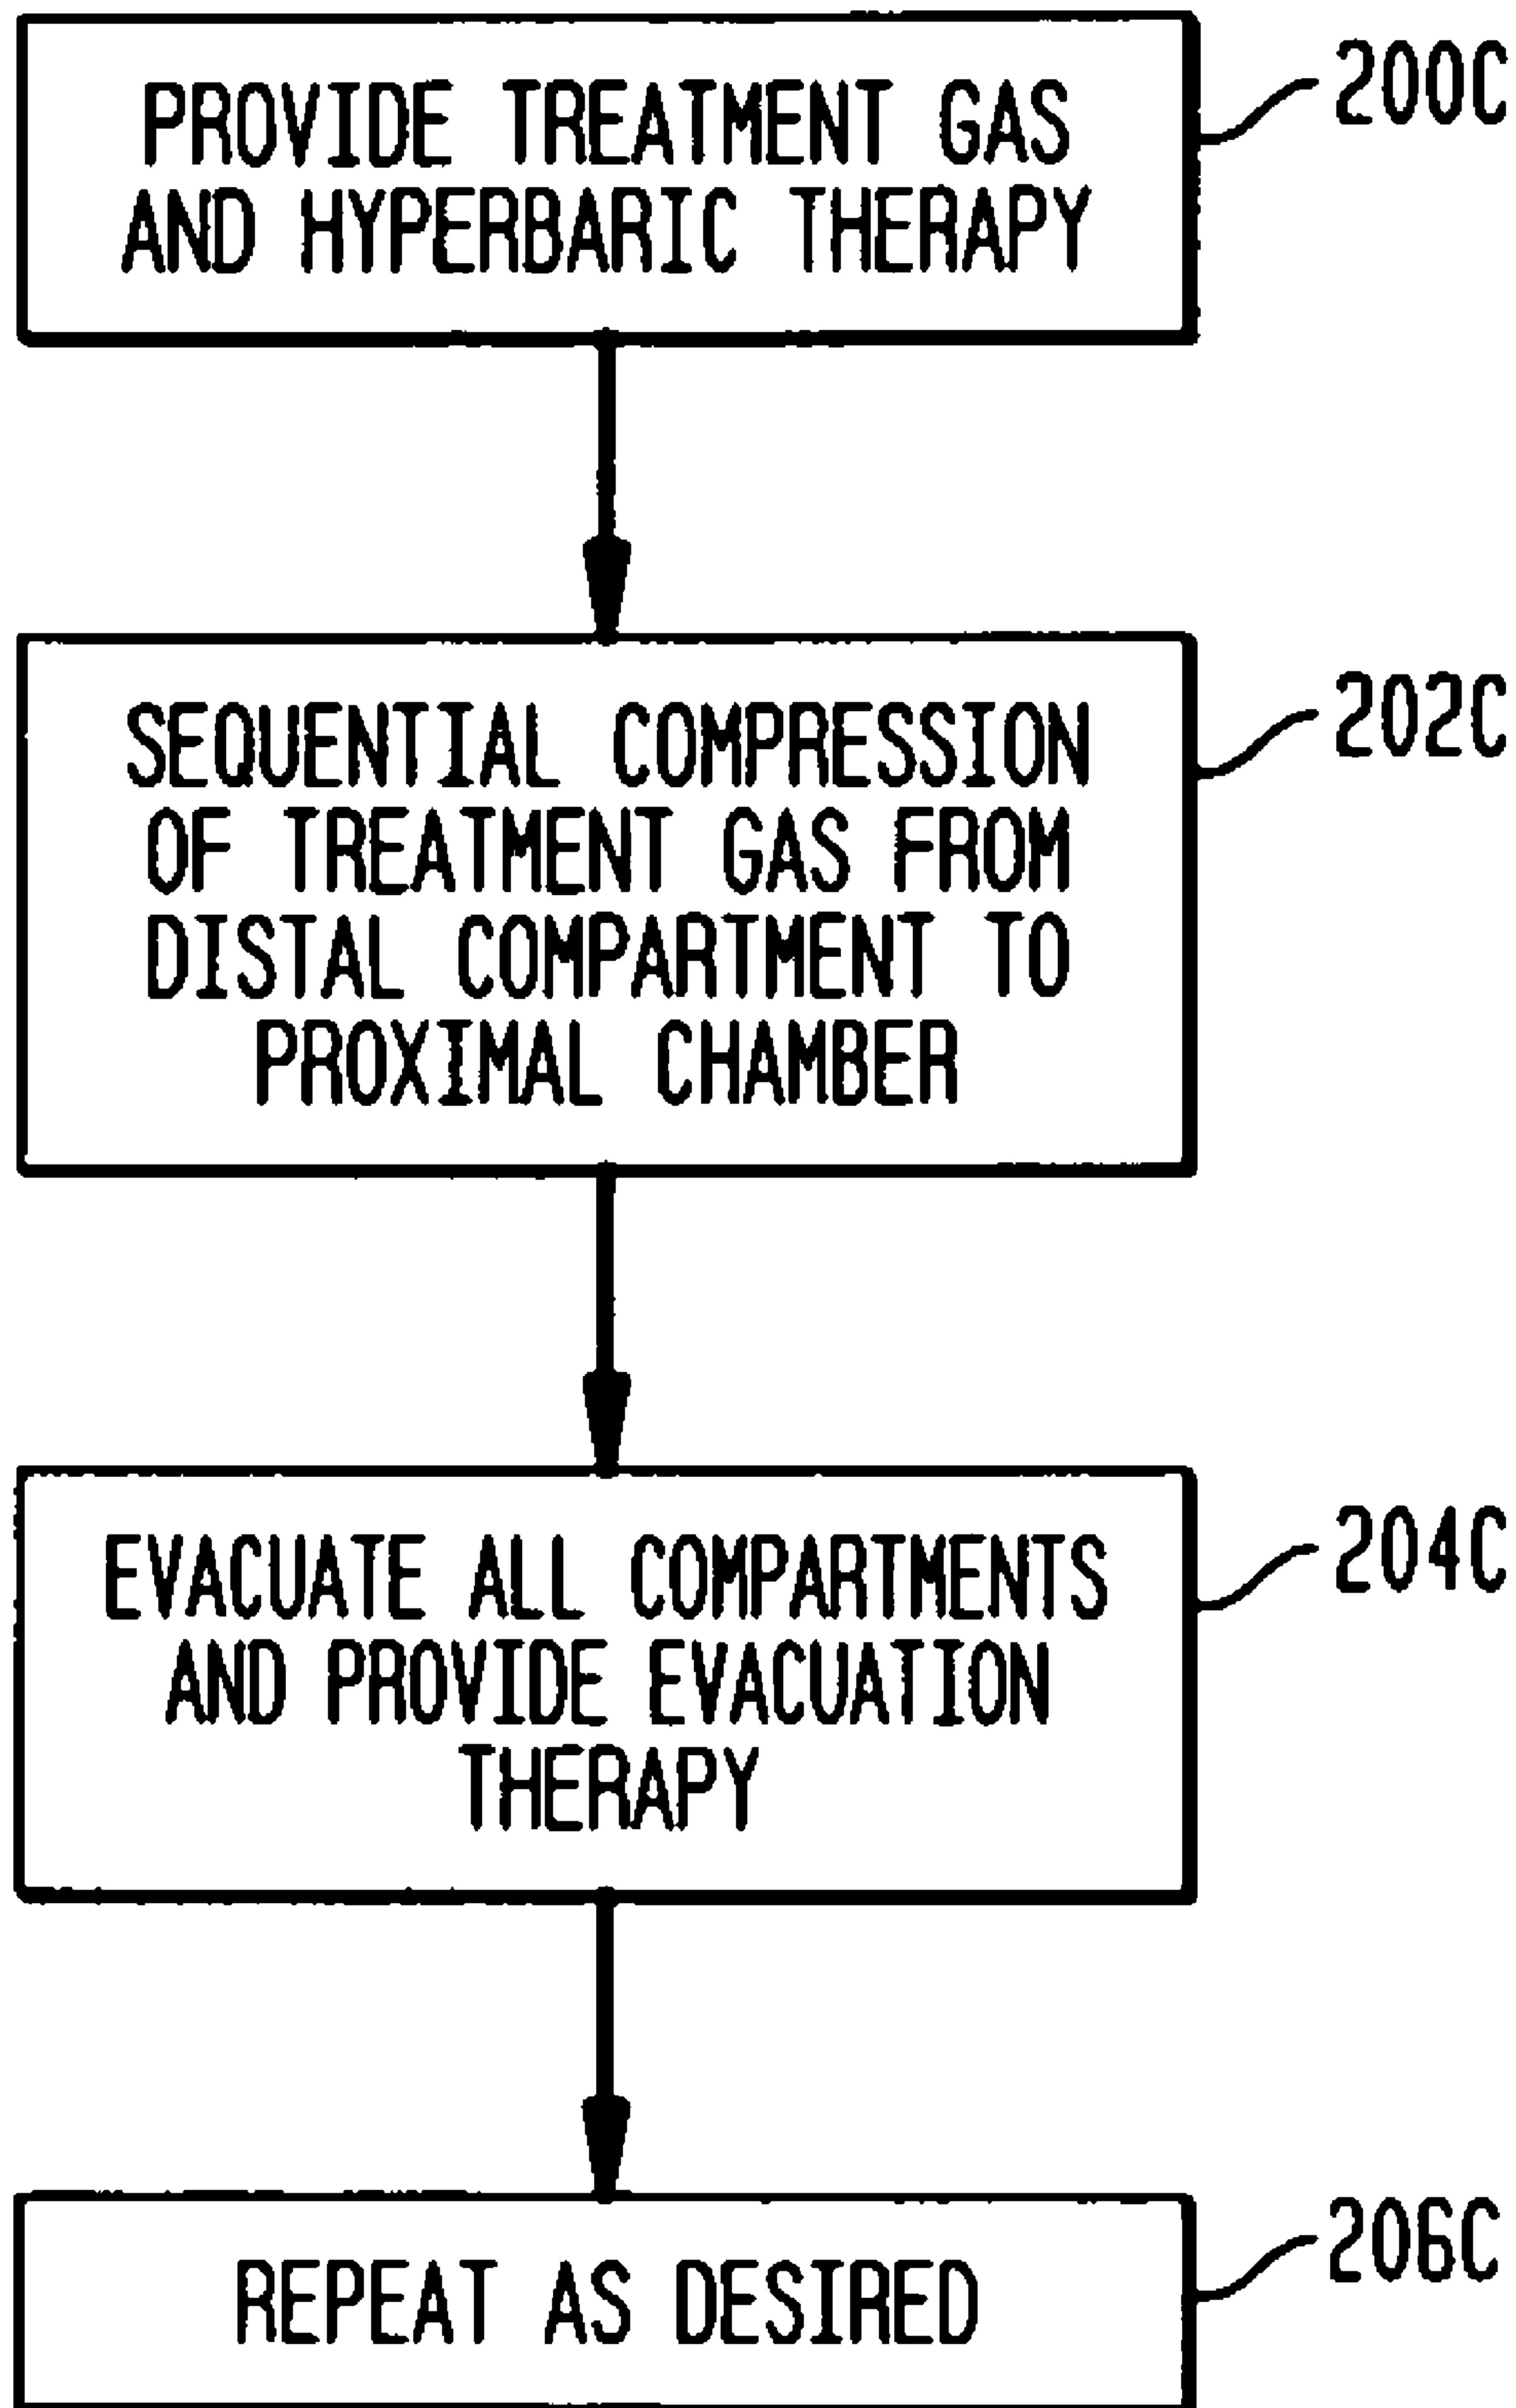 PROVIDE TREATMENT GAS
AND HYPERBARIC THERAPY
200C
SEQUENTIAL COMPRESSION
OF TREATMENT GAS FROM
DISTAL COMPARTMENT TO
PROXIMAL CHAMBER
202C
EVACUATE ALL COMPARTMENTS
AND PROVIDE EVACUATION
THERAPY
204C
REPEAT AS DESIRED
206C